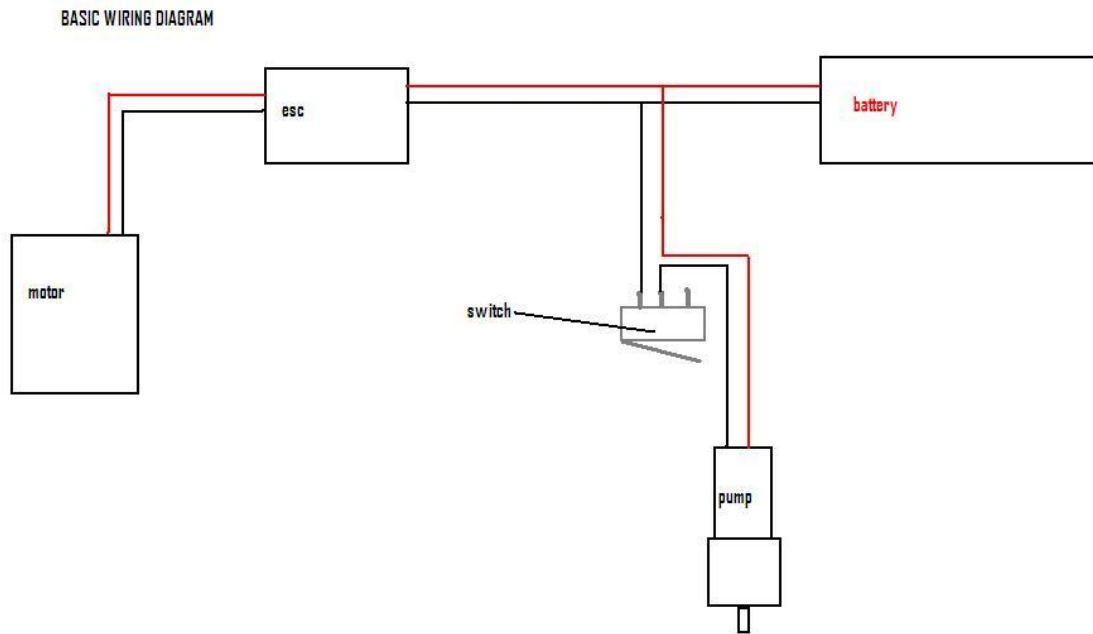 BASIC WIRING DIAGRAM
esc
battery
motor
switch
pump